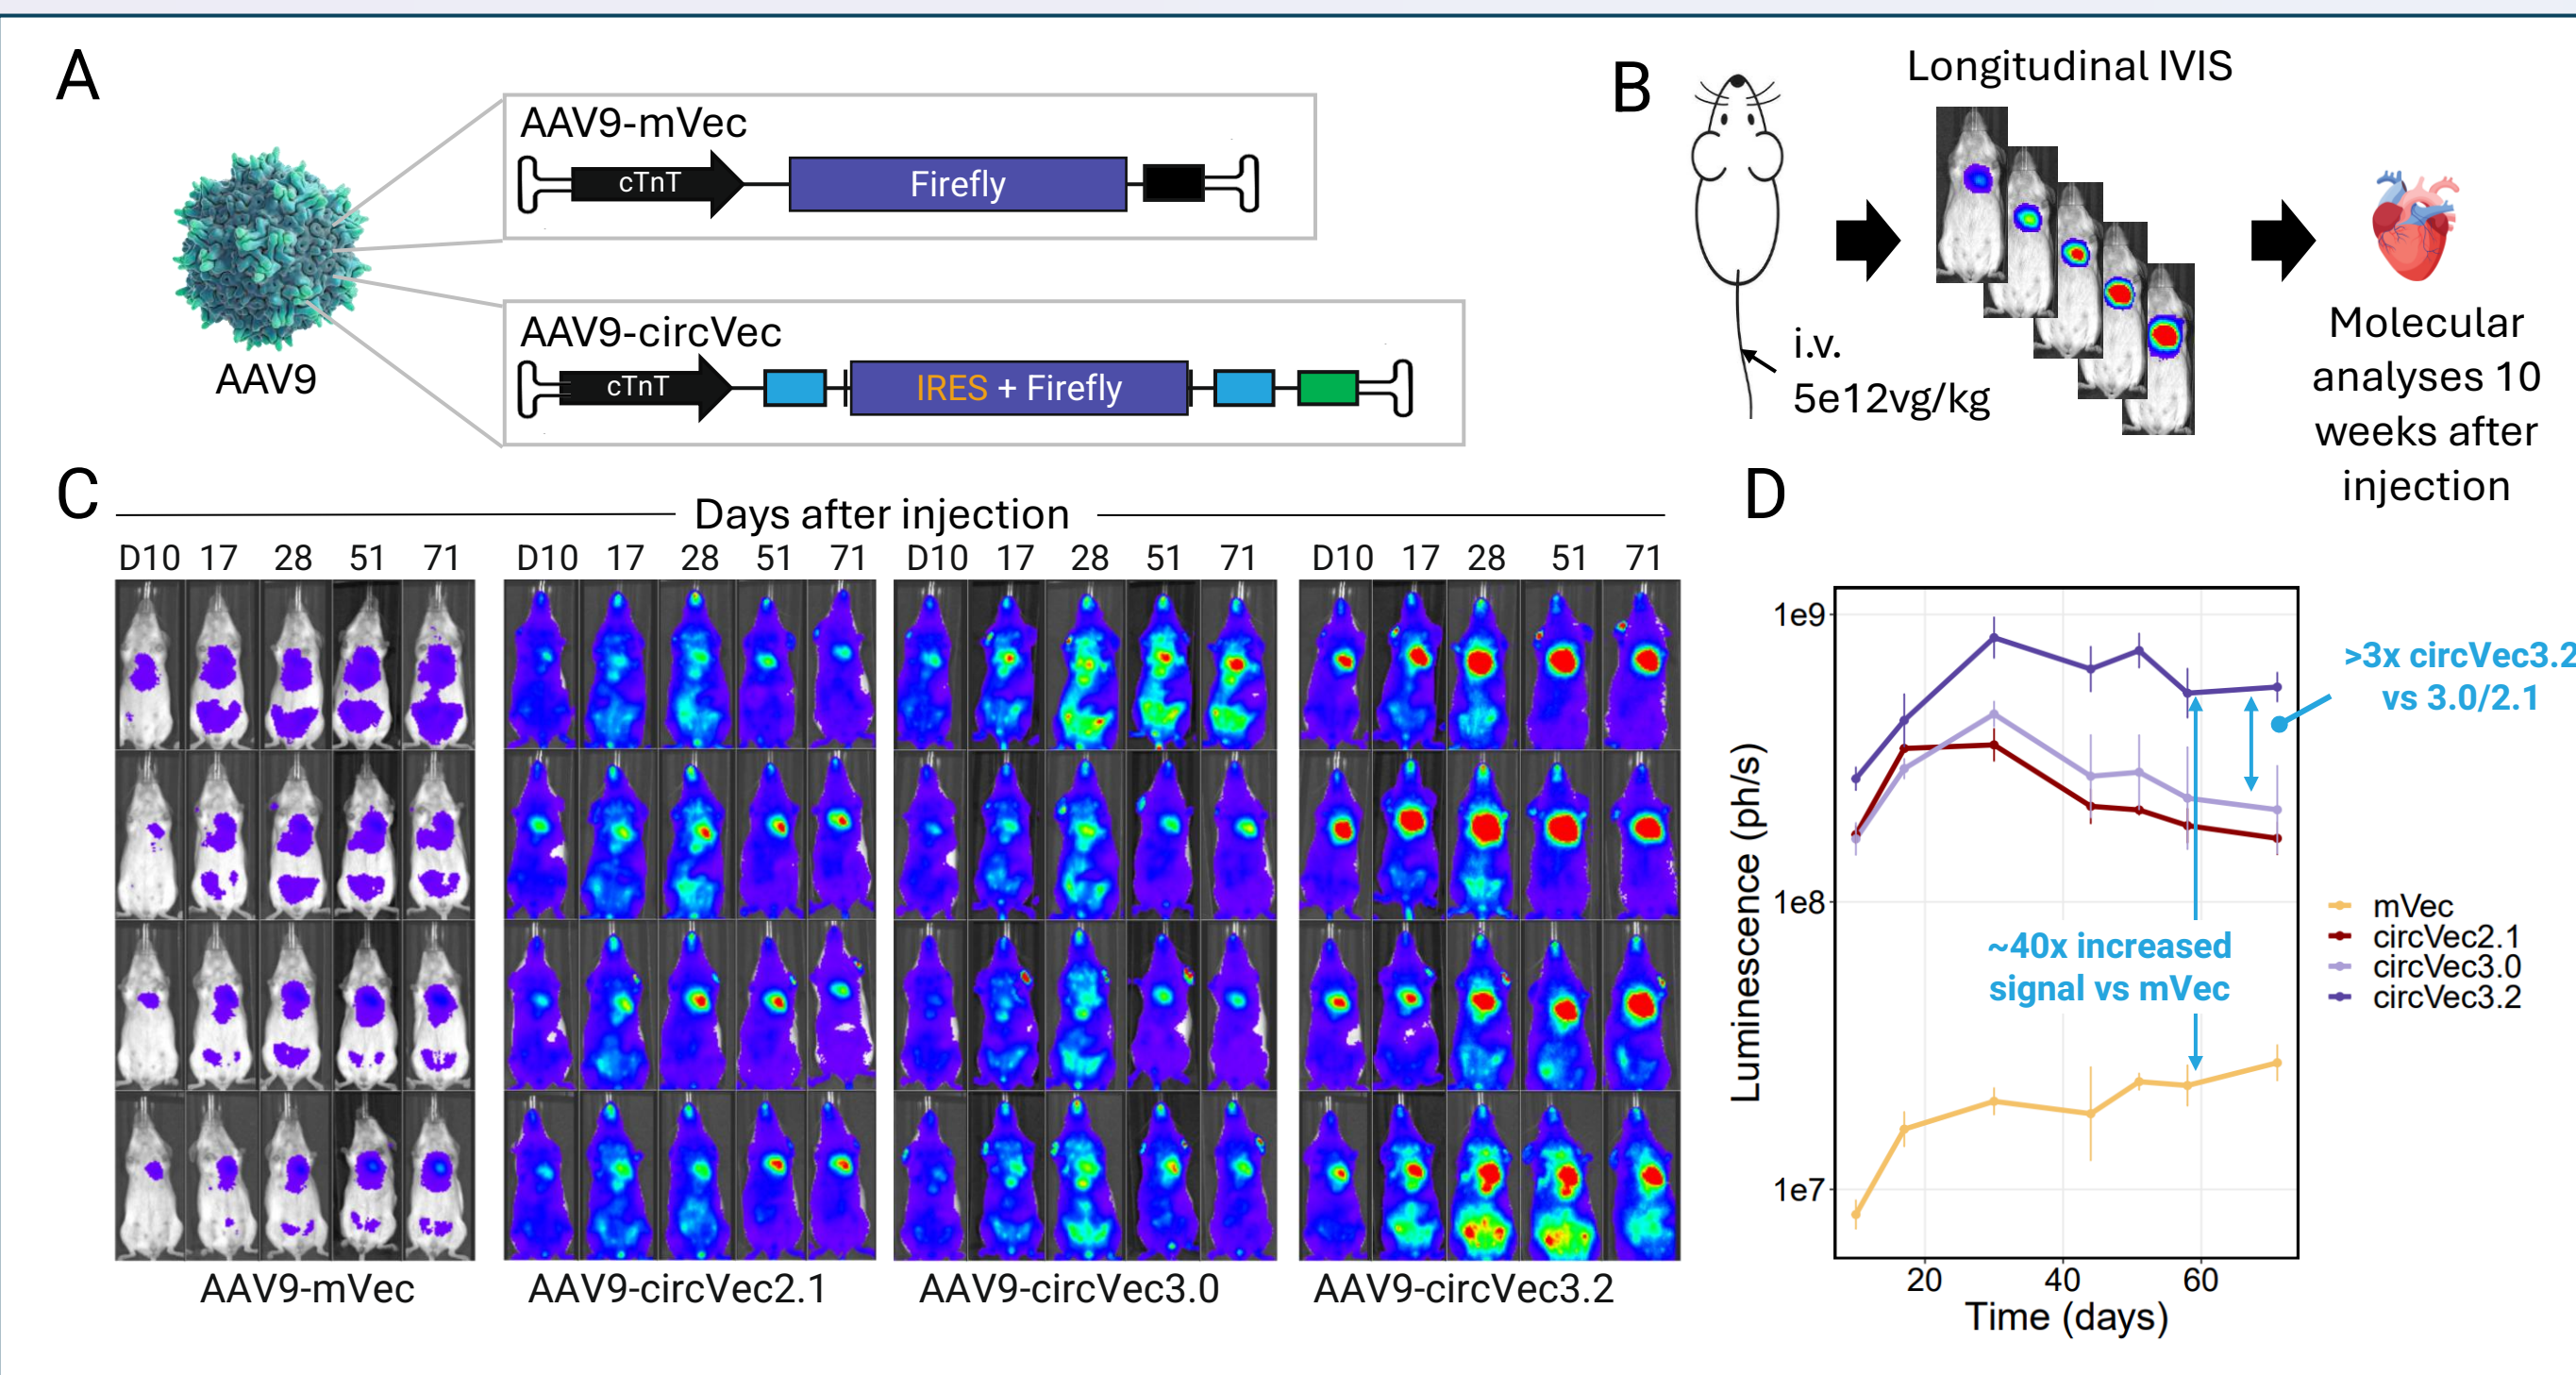 A
AAV9
AAV9-mVec
cTnT
Firefly
AAV9-circVec
cTnT
IRES + Firefly
B
Longitudinal IVIS
i.v.
5e12vg/kg
Molecular
analyses 10
weeks after
injection
C
Days after injection
D10 17 28 51 71
D10 17 28 51 71
D10 17 28 51 71
D10 17 28 51 71
AAV9-mVec
AAV9-circVec2.1
AAV9-circVec3.0
AAV9-circVec3.2
D
Luminescence (ph/s)
1e9
1e8
1e7
20 40 60
Time (days)
>3x circVec3.2
vs 3.0/2.1
~40x increased
signal vs mVec
mVec
circVec2.1
circVec3.0
circVec3.2